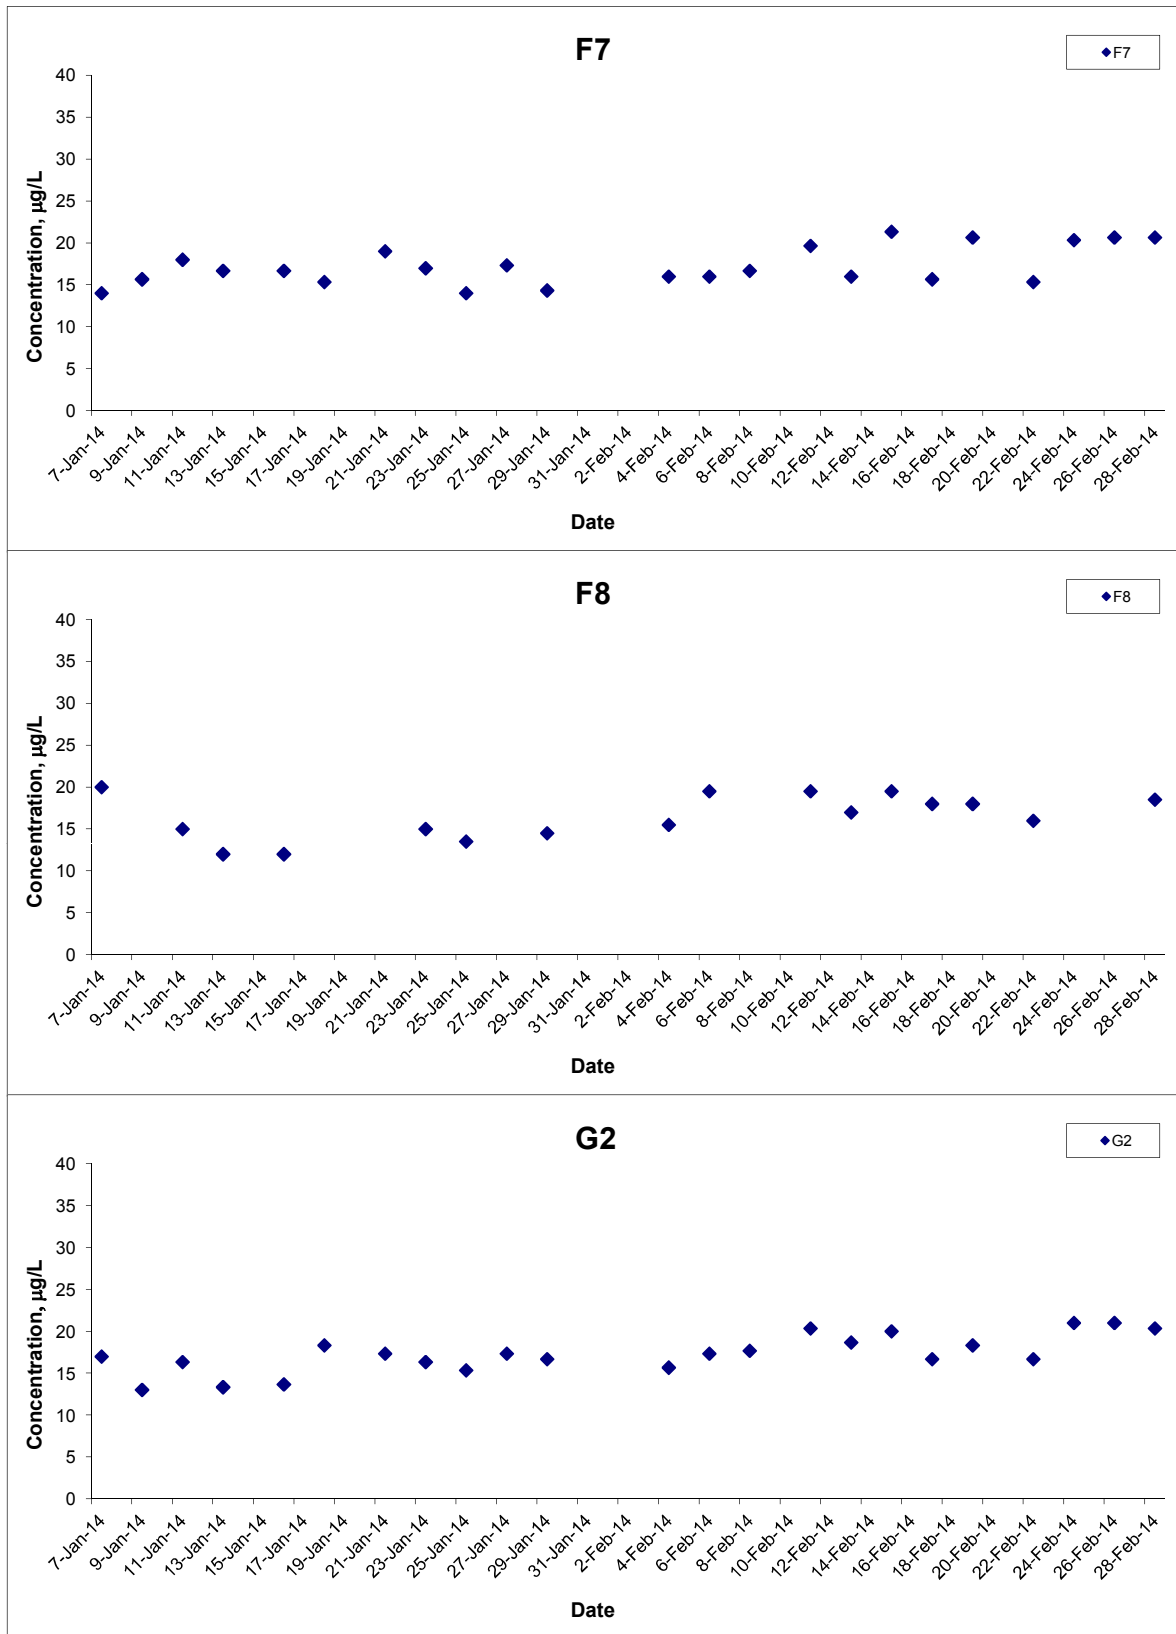 F7
F7
40
35
30
25
20
15
10
5
0
Concentration, µg/L
7-Jan-14
9-Jan-14
11-Jan-14
13-Jan-14
15-Jan-14
17-Jan-14
19-Jan-14
21-Jan-14
23-Jan-14
25-Jan-14
27-Jan-14
29-Jan-14
31-Jan-14
2-Feb-14
4-Feb-14
6-Feb-14
8-Feb-14
10-Feb-14
12-Feb-14
14-Feb-14
16-Feb-14
18-Feb-14
20-Feb-14
22-Feb-14
24-Feb-14
26-Feb-14
28-Feb-14
Date
F8
F8
40
35
30
25
20
15
10
5
0
Concentration, µg/L
7-Jan-14
9-Jan-14
11-Jan-14
13-Jan-14
15-Jan-14
17-Jan-14
19-Jan-14
21-Jan-14
23-Jan-14
25-Jan-14
27-Jan-14
29-Jan-14
31-Jan-14
2-Feb-14
4-Feb-14
6-Feb-14
8-Feb-14
10-Feb-14
12-Feb-14
14-Feb-14
16-Feb-14
18-Feb-14
20-Feb-14
22-Feb-14
24-Feb-14
26-Feb-14
28-Feb-14
Date
G2
G2
40
35
30
25
20
15
10
5
0
Concentration, µg/L
7-Jan-14
9-Jan-14
11-Jan-14
13-Jan-14
15-Jan-14
17-Jan-14
19-Jan-14
21-Jan-14
23-Jan-14
25-Jan-14
27-Jan-14
29-Jan-14
31-Jan-14
2-Feb-14
4-Feb-14
6-Feb-14
8-Feb-14
10-Feb-14
12-Feb-14
14-Feb-14
16-Feb-14
18-Feb-14
20-Feb-14
22-Feb-14
24-Feb-14
26-Feb-14
28-Feb-14
Date